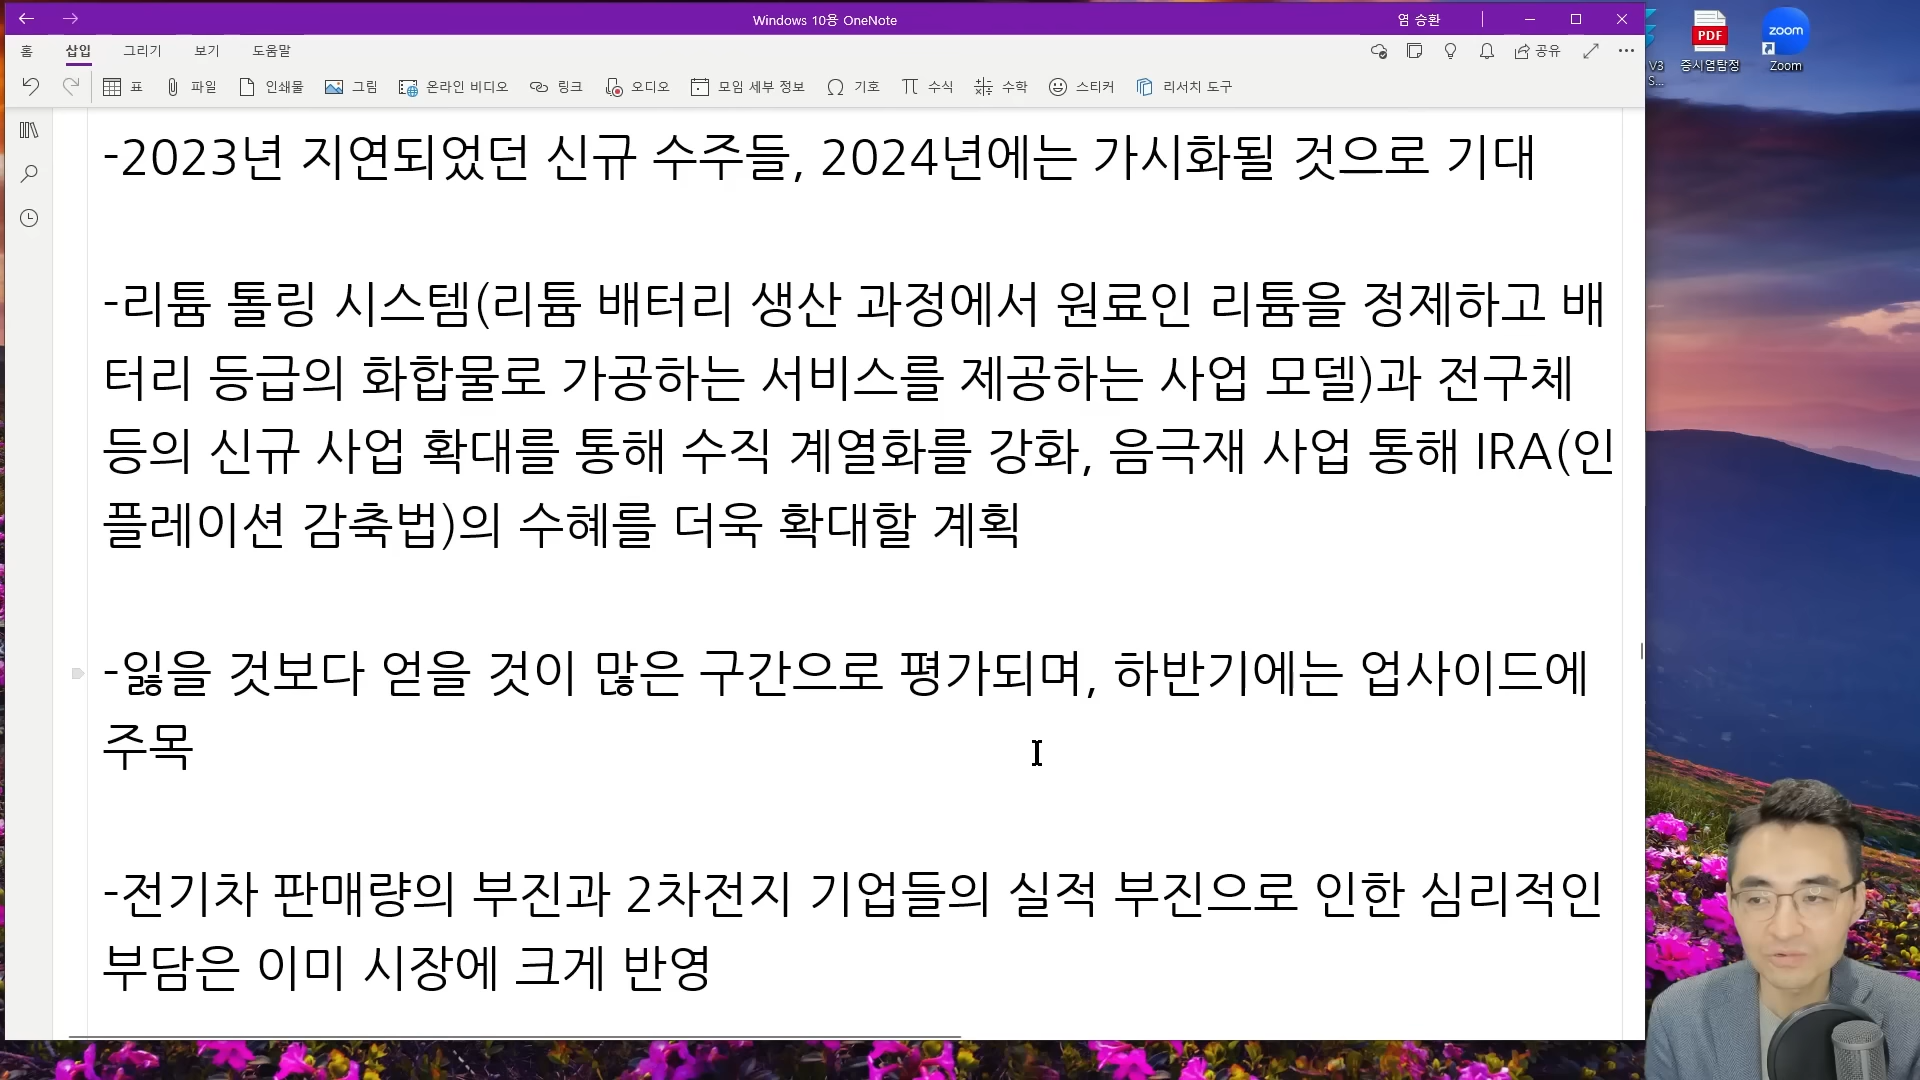 Windows 10용 OneNote
염 승환
홈 삽입 그리기 보기 도움말
공유
표 파일 인쇄물 그림 온라인 비디오 링크 오디오 모임 세부 정보 기호 수식 수학 스티커 리서치 도구
-2023년 지연되었던 신규 수주들, 2024년에는 가시화될 것으로 기대
-리튬 톨링 시스템(리튬 배터리 생산 과정에서 원료인 리튬을 정제하고 배
터리 등급의 화합물로 가공하는 서비스를 제공하는 사업 모델)과 전구체
등의 신규 사업 확대를 통해 수직 계열화를 강화, 음극재 사업 통해 IRA(인
플레이션 감축법)의 수혜를 더욱 확대할 계획
-잃을 것보다 얻을 것이 많은 구간으로 평가되며, 하반기에는 업사이드에
주목
-전기차 판매량의 부진과 2차전지 기업들의 실적 부진으로 인한 심리적인
부담은 이미 시장에 크게 반영
V3
S...
PDF
증시염탐정
zoom
Zoom